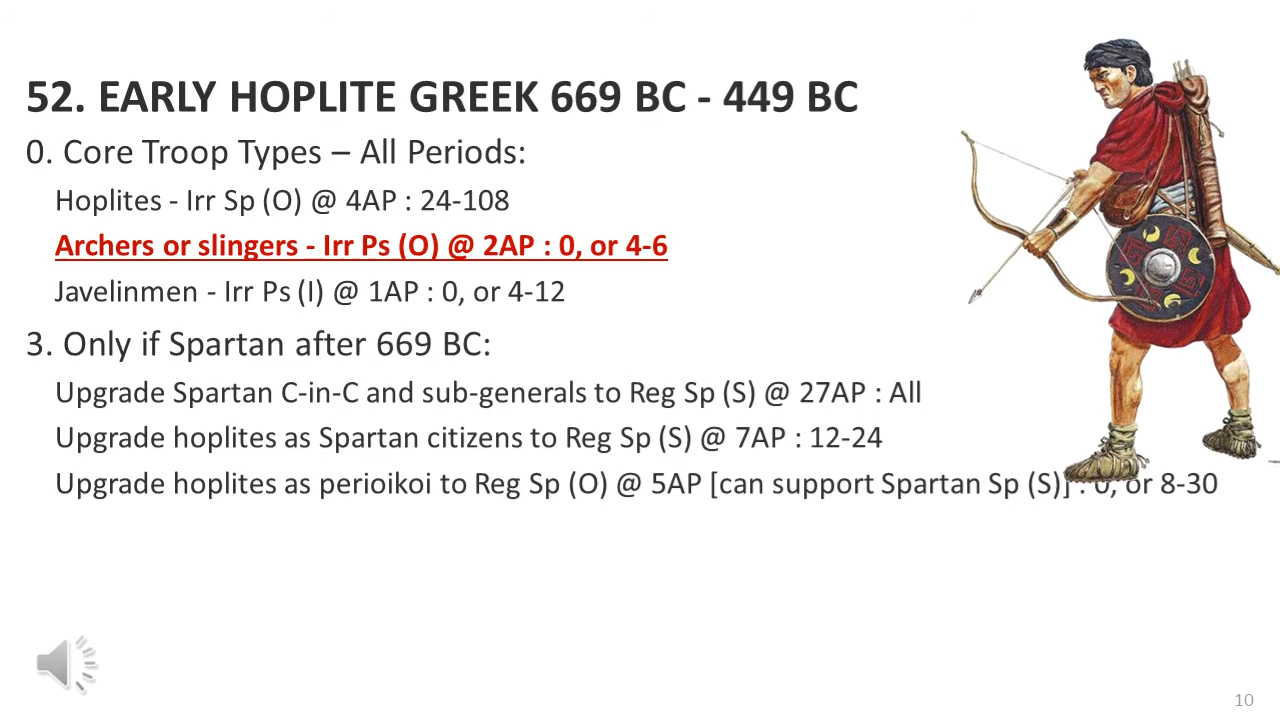 52. EARLY HOPLITE GREEK 669 BC - 449 BC
0. Core Troop Types – All Periods:
Hoplites - Irr Sp (O) @ 4AP : 24-108
Archers or slingers - Irr Ps (O) @ 2AP : 0, or 4-6
Javelinmen - Irr Ps (I) @ 1AP : 0, or 4-12
3. Only if Spartan after 669 BC:
Upgrade Spartan C-in-C and sub-generals to Reg Sp (S) @ 27AP : All
Upgrade hoplites as Spartan citizens to Reg Sp (S) @ 7AP : 12-24
Upgrade hoplites as perioikoi to Reg Sp (O) @ 5AP [can support Spartan Sp (S)] : 0, or 8-30
10